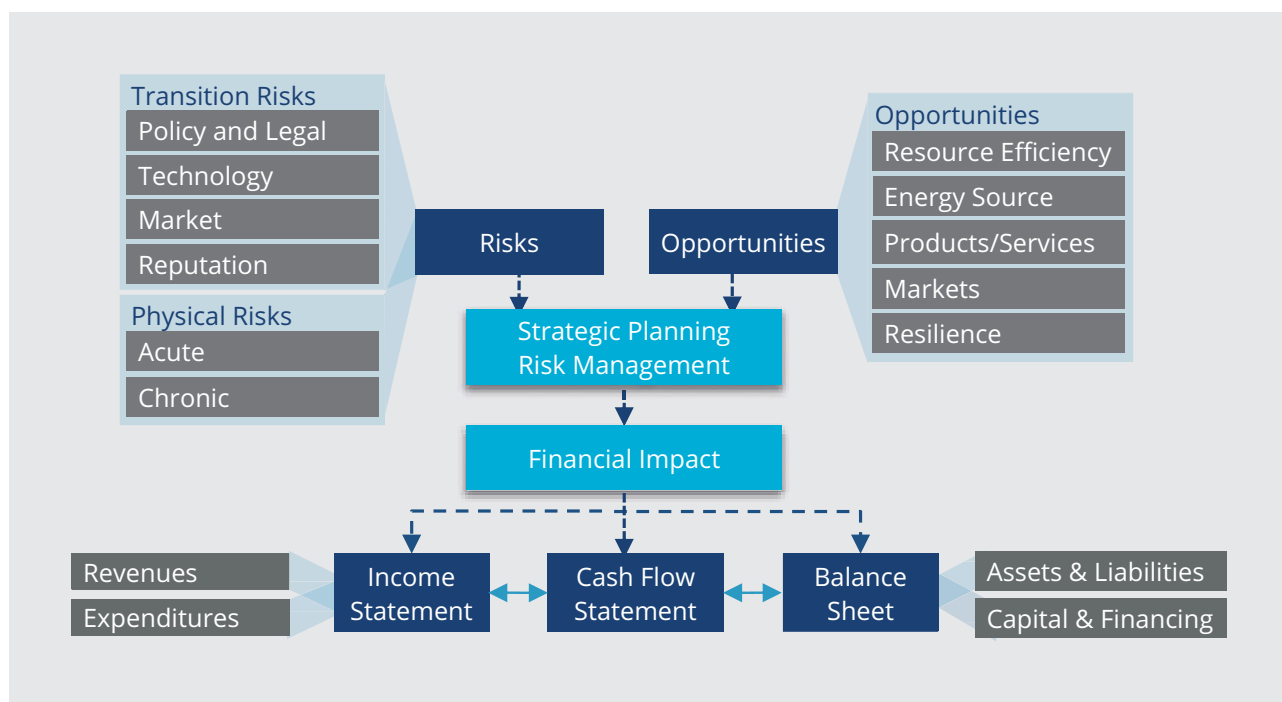 Transition Risks
Policy and Legal
Technology
Market
Reputation
Physical Risks
Acute
Chronic
Risks
Opportunities
Opportunities
Resource Efficiency
Energy Source
Products/Services
Markets
Resilience
Strategic Planning
Risk Management
Financial Impact
Revenues
Expenditures
Income
Statement
Cash Flow
Statement
Balance
Sheet
Assets & Liabilities
Capital & Financing